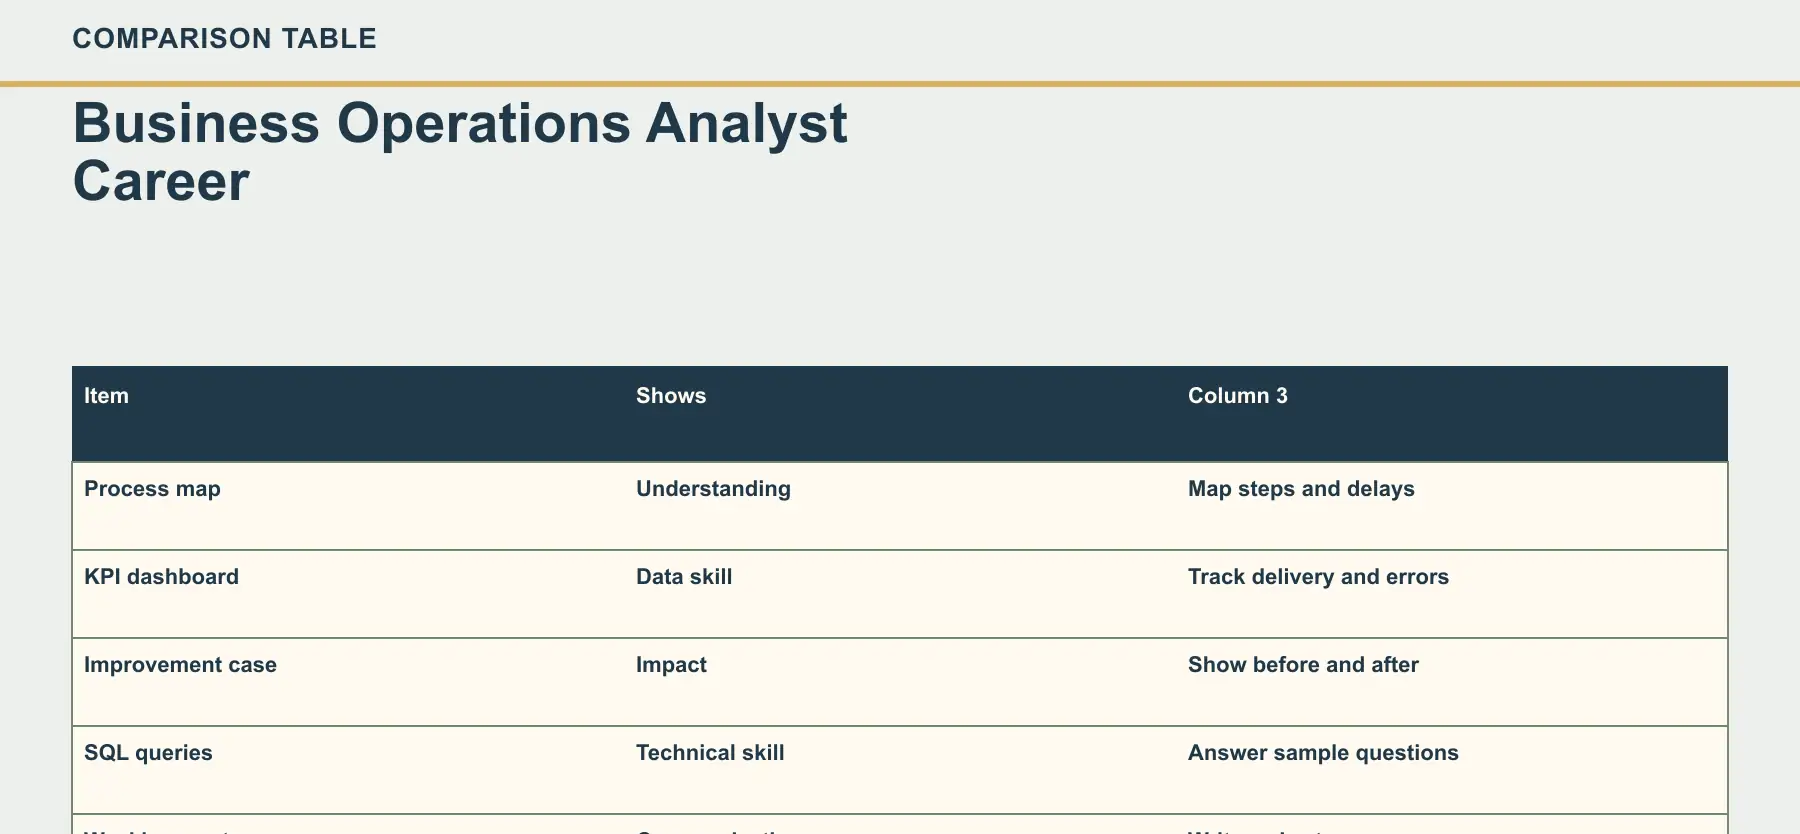 COMPARISON TABLE
Business Operations Analyst
Career
Item Shows Column 3
Process map Understanding Map steps and delays
KPI dashboard Data skill Track delivery and errors
Improvement case Impact Show before and after
SQL queries Technical skill Answer sample questions